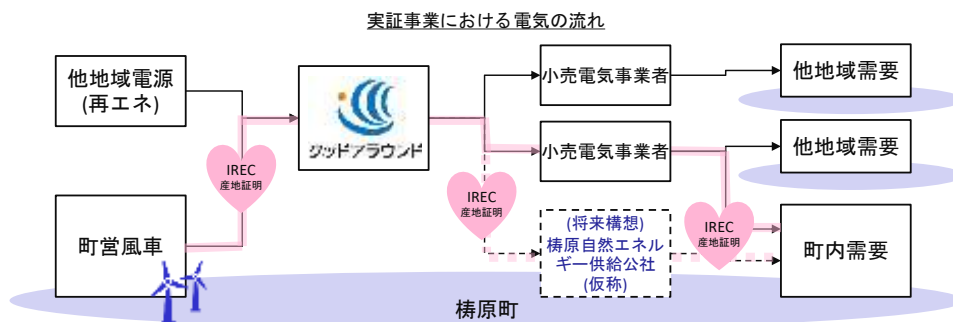 実証事業における電気の流れ
他地域電源
(再エネ)
グッドアラウンド
小売電気事業者
他地域需要
小売電気事業者
他地域需要
IREC
産地証明
IREC
産地証明
IREC
産地証明
町営風車
(将来構想)
梼原自然エネル
ギー供給公社
(仮称)
町内需要
梼原町